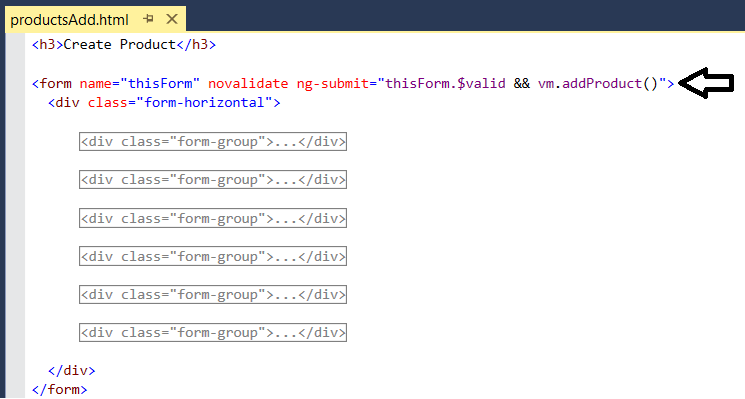 productsAdd.html
<h3>Create Product</h3>
<form name="thisForm" novalidate ng-submit="thisForm.$valid && vm.addProduct()">
<div class="form-horizontal">
<div class="form-group">...</div>
<div class="form-group">...</div>
<div class="form-group">...</div>
<div class="form-group">...</div>
<div class="form-group">...</div>
<div class="form-group">...</div>
</div>
</form>